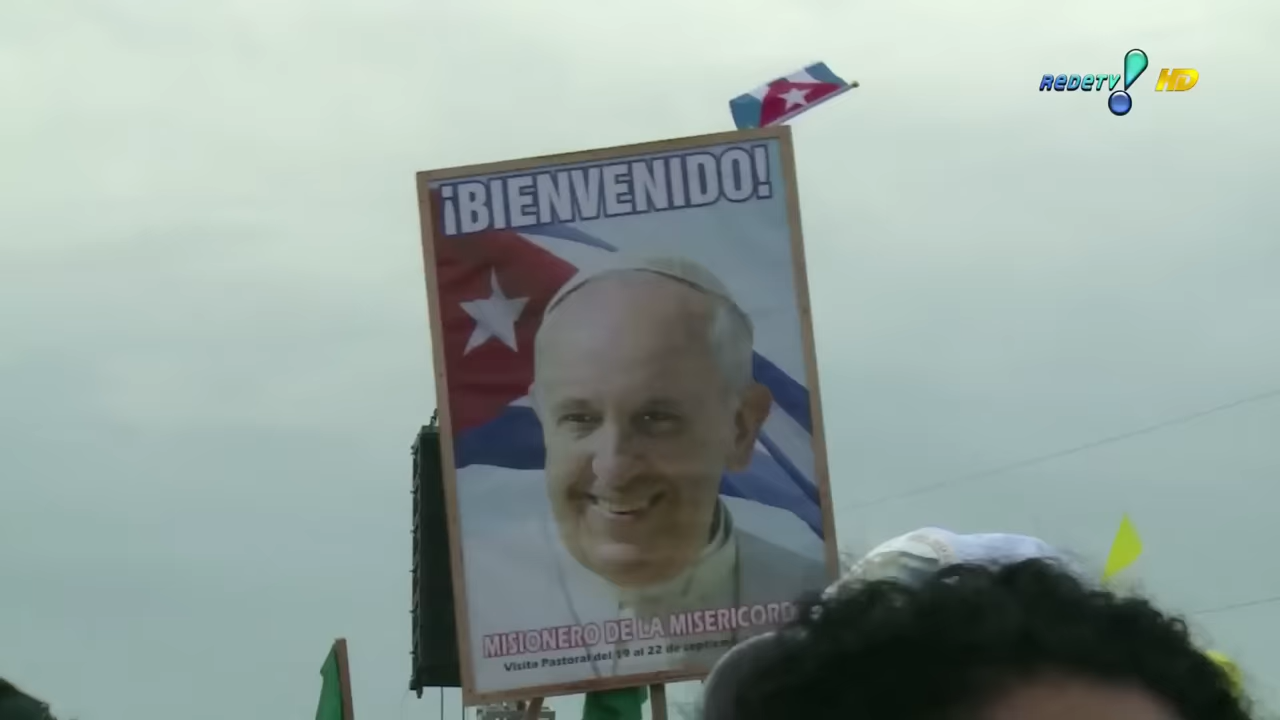 REDETV! HD
¡BIENVENIDO!
MISIONERO DE LA MISERICORD
Visita Pastoral del 19 al 22 de septiem